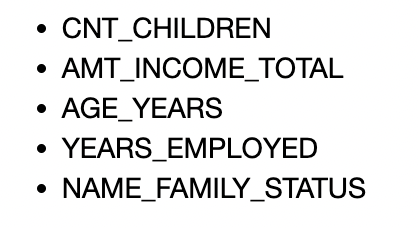 • CNT_CHILDREN
• AMT_INCOME_TOTAL
• AGE_YEARS
• YEARS_EMPLOYED
• NAME_FAMILY_STATUS